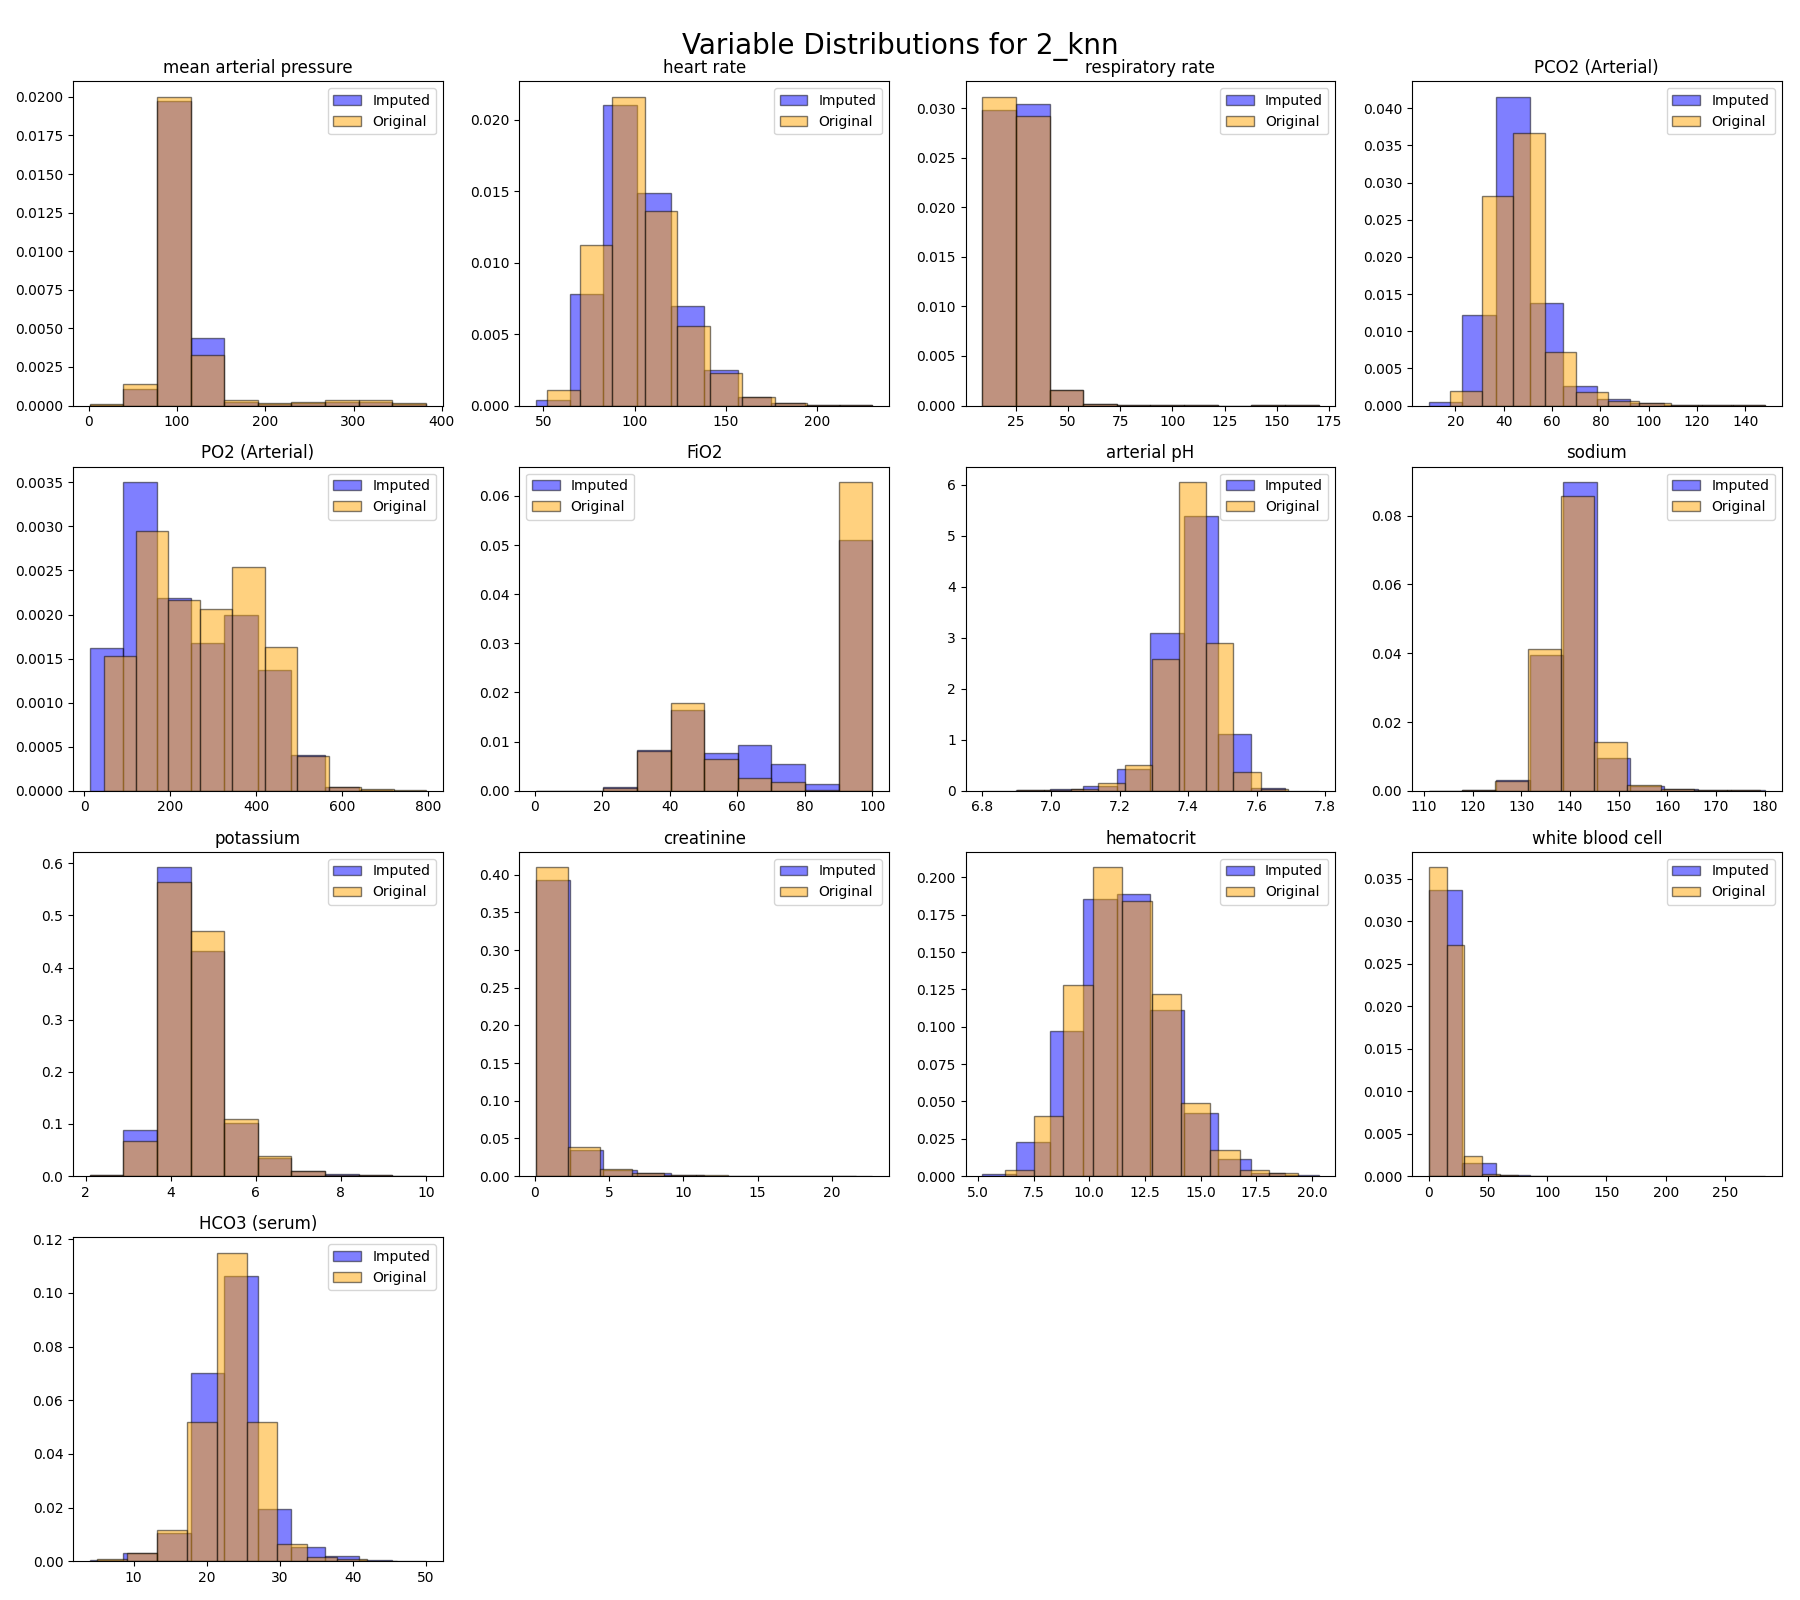 Variable Distributions for 2_knn
mean arterial pressure
0.0200
0.0175
0.0150
0.0125
0.0100
0.0075
0.0050
0.0025
0.0000
0 100 200 300 400
Imputed
Original
heart rate
0.020
0.015
0.010
0.005
0.000
50 100 150 200
Imputed
Original
respiratory rate
0.030
0.025
0.020
0.015
0.010
0.005
0.000
25 50 75 100 125 150 175
Imputed
Original
PCO2 (Arterial)
0.040
0.035
0.030
0.025
0.020
0.015
0.010
0.005
0.000
20 40 60 80 100 120 140
Imputed
Original
PO2 (Arterial)
0.0035
0.0030
0.0025
0.0020
0.0015
0.0010
0.0005
0.0000
0 200 400 600 800
Imputed
Original
FiO2
0.06
0.05
0.04
0.03
0.02
0.01
0.00
0 20 40 60 80 100
Imputed
Original
arterial pH
6
5
4
3
2
1
0
6.8 7.0 7.2 7.4 7.6 7.8
Imputed
Original
sodium
0.08
0.06
0.04
0.02
0.00
110 120 130 140 150 160 170 180
Imputed
Original
potassium
0.6
0.5
0.4
0.3
0.2
0.1
0.0
2 4 6 8 10
Imputed
Original
creatinine
0.40
0.35
0.30
0.25
0.20
0.15
0.10
0.05
0.00
0 5 10 15 20
Imputed
Original
hematocrit
0.200
0.175
0.150
0.125
0.100
0.075
0.050
0.025
0.000
5.0 7.5 10.0 12.5 15.0 17.5 20.0
Imputed
Original
white blood cell
0.035
0.030
0.025
0.020
0.015
0.010
0.005
0.000
0 50 100 150 200 250
Imputed
Original
HCO3 (serum)
0.12
0.10
0.08
0.06
0.04
0.02
0.00
10 20 30 40 50
Imputed
Original